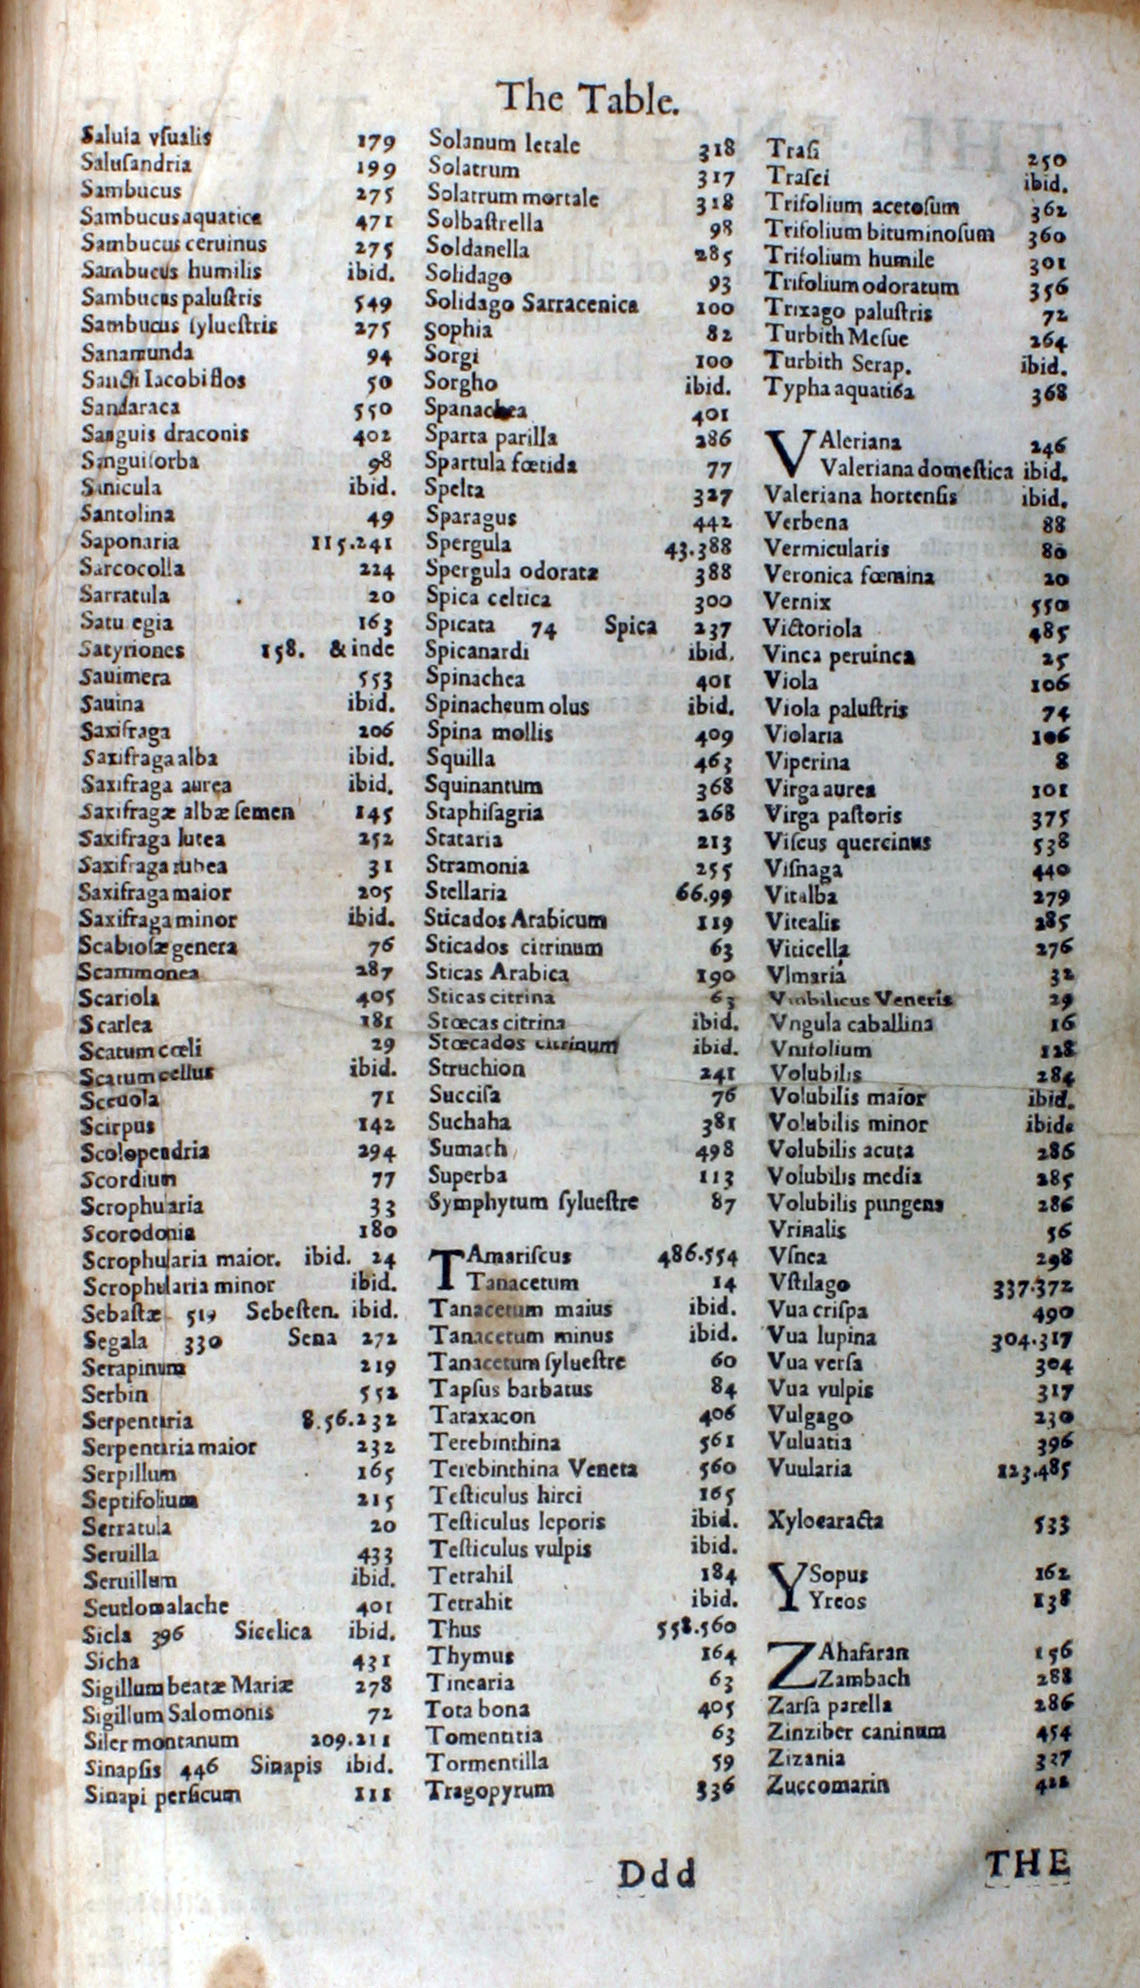 The Table.
Saluia vſualis 179
Saluſandria 199
Sambucus 275
Sambucus aquatice 471
Sambucus ceruinus 275
Sambucus humilis ibid.
Sambucus paluſtris 549
Sambucus ſylueſtris 275
Sanamunda 94
Sancti Iacobi flos 50
Sandaraca 550
Sanguis draconis 402
Sanguiſorba 98
Sanicula ibid.
Santolina 49
Saponaria 115.241
Sarcocolla 224
Sarratula 20
Satu egia 163
Satyriones 158. & inde
Sauimera 553
Sauina ibid.
Saxifraga 206
Saxifraga alba ibid.
Saxifraga aurea ibid.
Saxifragæ albæ ſemen 145
Saxifraga lutea 252
Saxifraga rubea 31
Saxifraga maior 205
Saxifraga minor ibid.
Scabioſæ genera 76
Scammonea 287
Scariola 405
Scarlea 181
Scatum cœli 29
Scatum cellus ibid.
Sceuola 71
Scirpus 142
Scolopendria 294
Scordium 77
Scrophularia 33
Scorodonia 180
Scrophularia maior. ibid. 24
Scrophularia minor ibid.
Sebaſtæ 519 Sebeſten. ibid.
Segala 330 Sena 272
Serapinum 219
Serbin 552
Serpentaria 8.56.232
Serpentaria maior 232
Serpillum 165
Septifolium 215
Serratula 20
Seruilla 433
Seruillum ibid.
Seutlomalache 401
Sicla 396 Sicelica ibid.
Sicha 431
Sigillum beatæ Mariæ 278
Sigillum Salomonis 72
Siler montanum 209.211
Sinapſis 446 Sinapis ibid.
Sinapi perſicum 111
Solanum letale 318
Solatrum 317
Solatrum mortale 318
Solbaſtrella 98
Soldanella 285
Solidago 93
Solidago Sarracenica 100
Sophia 82
Sorgi 100
Sorgho ibid.
Spanachea 401
Sparta parilla 286
Spartula fœtida 77
Spelta 327
Sparagus 442
Spergula 43.388
Spergula odorata 388
Spica celtica 300
Spicata 74 Spica 237
Spicanardi ibid.
Spinachea 401
Spinacheum olus ibid.
Spina mollis 409
Squilla 463
Squinantum 368
Staphiſagria 268
Stataria 213
Stramonia 255
Stellaria 66.99
Sticados Arabicum 119
Sticados citrinum 63
Sticas Arabica 190
Sticas citrina 63
Stœcas citrina ibid.
Stœcados citrinum ibid.
Struchion 241
Succiſa 76
Suchaha 381
Sumach 498
Superba 113
Symphytum ſylueſtre 87
TAmariſcus 486.554
Tanacetum 14
Tanacetum maius ibid.
Tanacetum minus ibid.
Tanacetum ſylueſtre 60
Tapſus barbatus 84
Taraxacon 406
Terebinthina 561
Terebinthina Veneta 560
Teſticulus hirci 165
Teſticulus leporis ibid.
Teſticulus vulpis ibid.
Tetrahil 184
Tetrahit ibid.
Thus 558.560
Thymus 164
Tinearia 63
Tota bona 405
Tomentitia 63
Tormentilla 59
Tragopyrum 336
Traſi 250
Traſci ibid.
Trifolium acetoſum 362
Trifolium bituminoſum 360
Trifolium humile 301
Trifolium odoratum 356
Trixago paluſtris 72
Turbith Meſue 264
Turbith Serap. ibid.
Typha aquatica 368
VAleriana 246
Valeriana domeſtica ibid.
Valeriana hortenſis ibid.
Verbena 88
Vermicularis 80
Veronica fœmina 20
Vernix 550
Victoriola 485
Vinca peruinca 25
Viola 106
Viola paluſtris 74
Violaria 106
Viperina 8
Virga aurea 101
Virga paſtoris 375
Viſcus quercinus 538
Viſnaga 440
Vitalba 279
Vitealis 285
Viticella 276
Vlmaria 32
Vmbilicus Veneris 29
Vngula caballina 16
Vnifolium 128
Volubilis 284
Volubilis maior ibid.
Volubilis minor ibid.
Volubilis acuta 286
Volubilis media 285
Volubilis pungens 286
Vrinalis 56
Vſnea 298
Vſtilago 337.372
Vua criſpa 490
Vua lupina 304.317
Vua verſa 304
Vua vulpis 317
Vulgago 230
Vuluaria 396
Vuularia 123.485
Xylocaracta 533
YSopus 162
Yreos 138
ZAhafaran 156
Zambach 288
Zarſa parella 286
Zinziber caninum 454
Zizania 327
Zuccomarin 422
Ddd THE